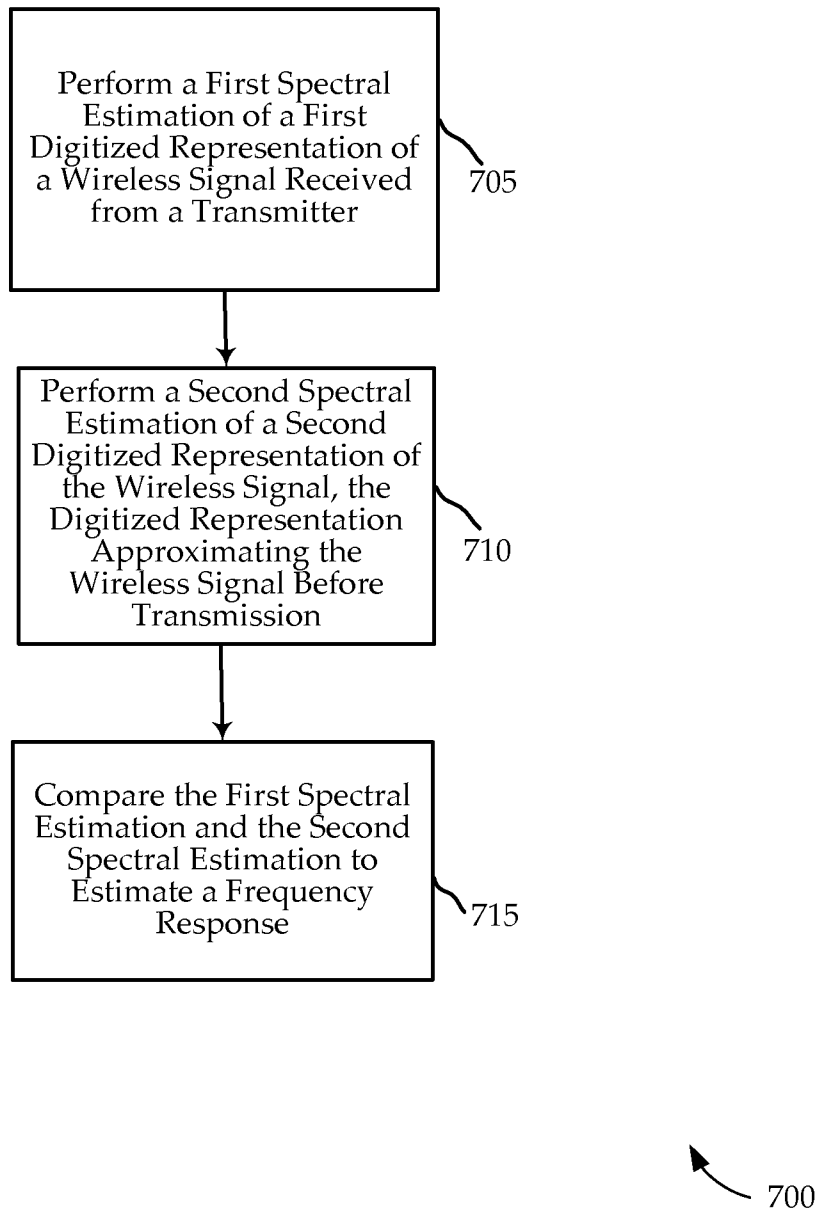 Perform a First Spectral
Estimation of a First
Digitized Representation of
a Wireless Signal Received
from a Transmitter
705
Perform a Second Spectral
Estimation of a Second
Digitized Representation of
the Wireless Signal, the
Digitized Representation
Approximating the
Wireless Signal Before
Transmission
710
Compare the First Spectral
Estimation and the Second
Spectral Estimation to
Estimate a Frequency
Response
715
700